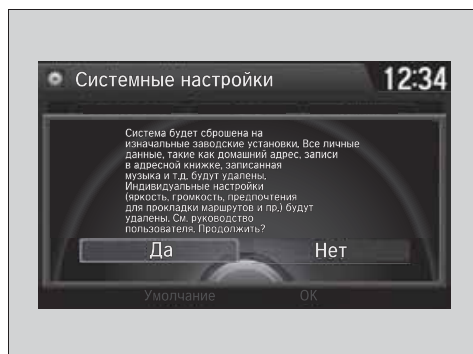 Системные настройки
12:34
Система будет сброшена на
изначальные заводские установки. Все личные
данные, такие как домашний адрес, записи
в адресной книжке, записанная
музыка и т.д. будут удалены.
Индивидуальные настройки
(яркость, громкость, предпочтения
для прокладки маршрутов и пр.) будут
удалены. См. руководство
пользователя. Продолжить?
Да
Нет
Умолчание
OK